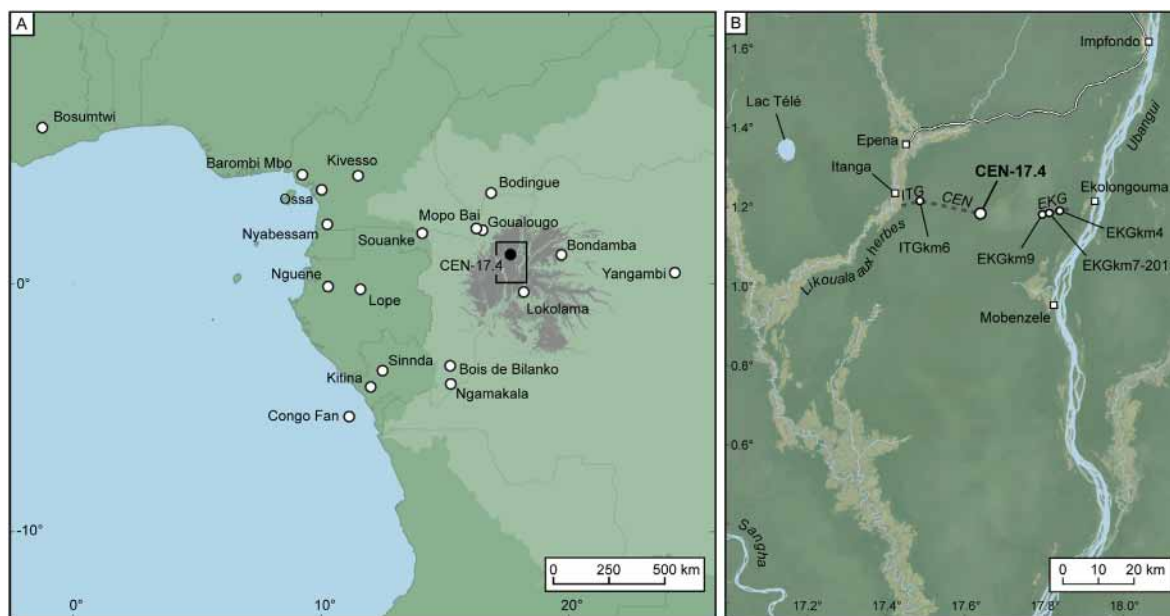 A
Bosumtwi
Barombi Mbo
Kivesso
Ossa
Bodingue
Mopo Bai
Goualougo
Nyabessam
Souanke
CEN-17.4
Bondamba
Yangambi
0°
Nguene
Lope
Lokolama
Sinnda
Bois de Bilanko
Kitina
Ngamakala
Congo Fan
-10°
0 250 500 km
0° 10° 20°
B
1.6°
Impfondo
Lac Télé
1.4°
Epena
Ubangui
Itanga
CEN-17.4
Ekolongouma
1.2°
ITG
CEN
EKG
ITGkm6
EKGkm9
EKGkm4
EKGkm7-201
Likouala aux herbes
1.0°
Mobenzele
0.8°
0.6°
Sangha
0 10 20 km
17.2° 17.4° 17.6° 17.8° 18.0°